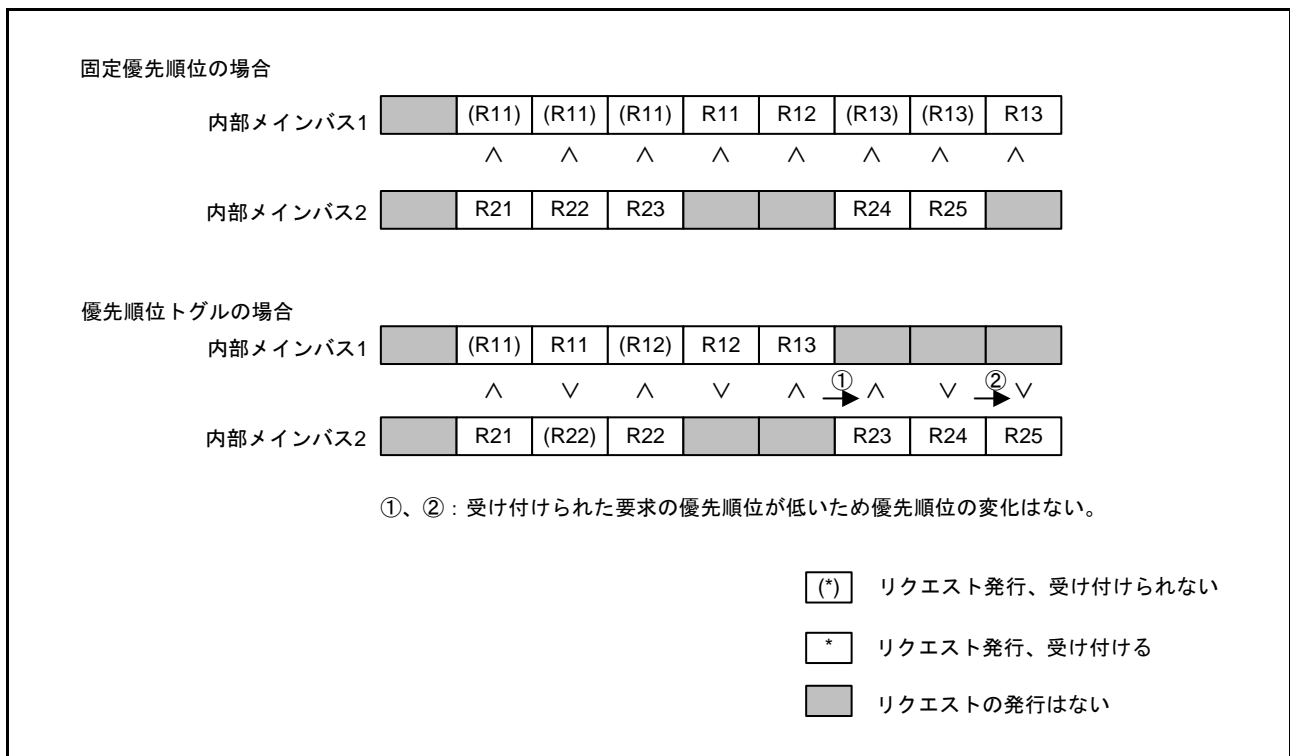 固定優先順位の場合
内部メインバス1 (R11) (R11) (R11) R11 R12 (R13) (R13) R13
∧ ∧ ∧ ∧ ∧ ∧ ∧ ∧
内部メインバス2 R21 R22 R23 R24 R25
優先順位トグルの場合
内部メインバス1 (R11) R11 (R12) R12 R13
∧ ∨ ∧ ∨ ∧ ① ∧ ∨ ② ∨
内部メインバス2 R21 (R22) R22 R23 R24 R25
①、②：受け付けられた要求の優先順位が低いため優先順位の変化はない。
(*) リクエスト発行、受け付けられない
* リクエスト発行、受け付ける
リクエストの発行はない